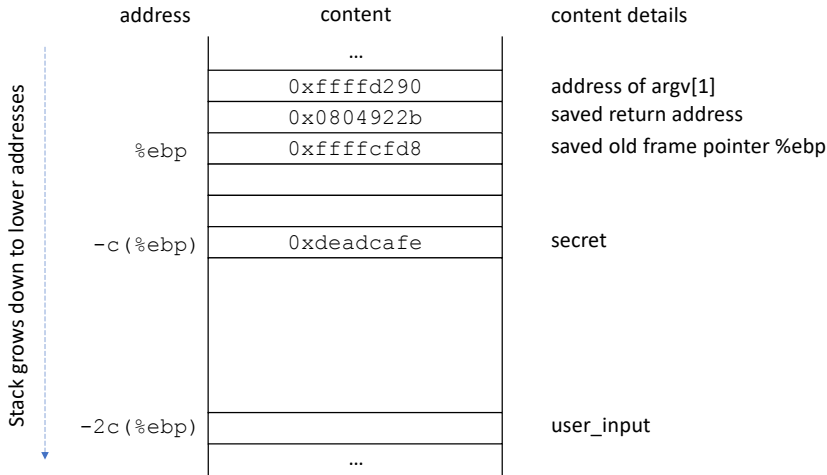 address content content details
…
0xffffd290 address of argv[1]
0x0804922b saved return address
%ebp 0xffffcfd8 saved old frame pointer %ebp
-c(%ebp) 0xdeadcafe secret
-2c(%ebp) user_input
…
Stack grows down to lower addresses